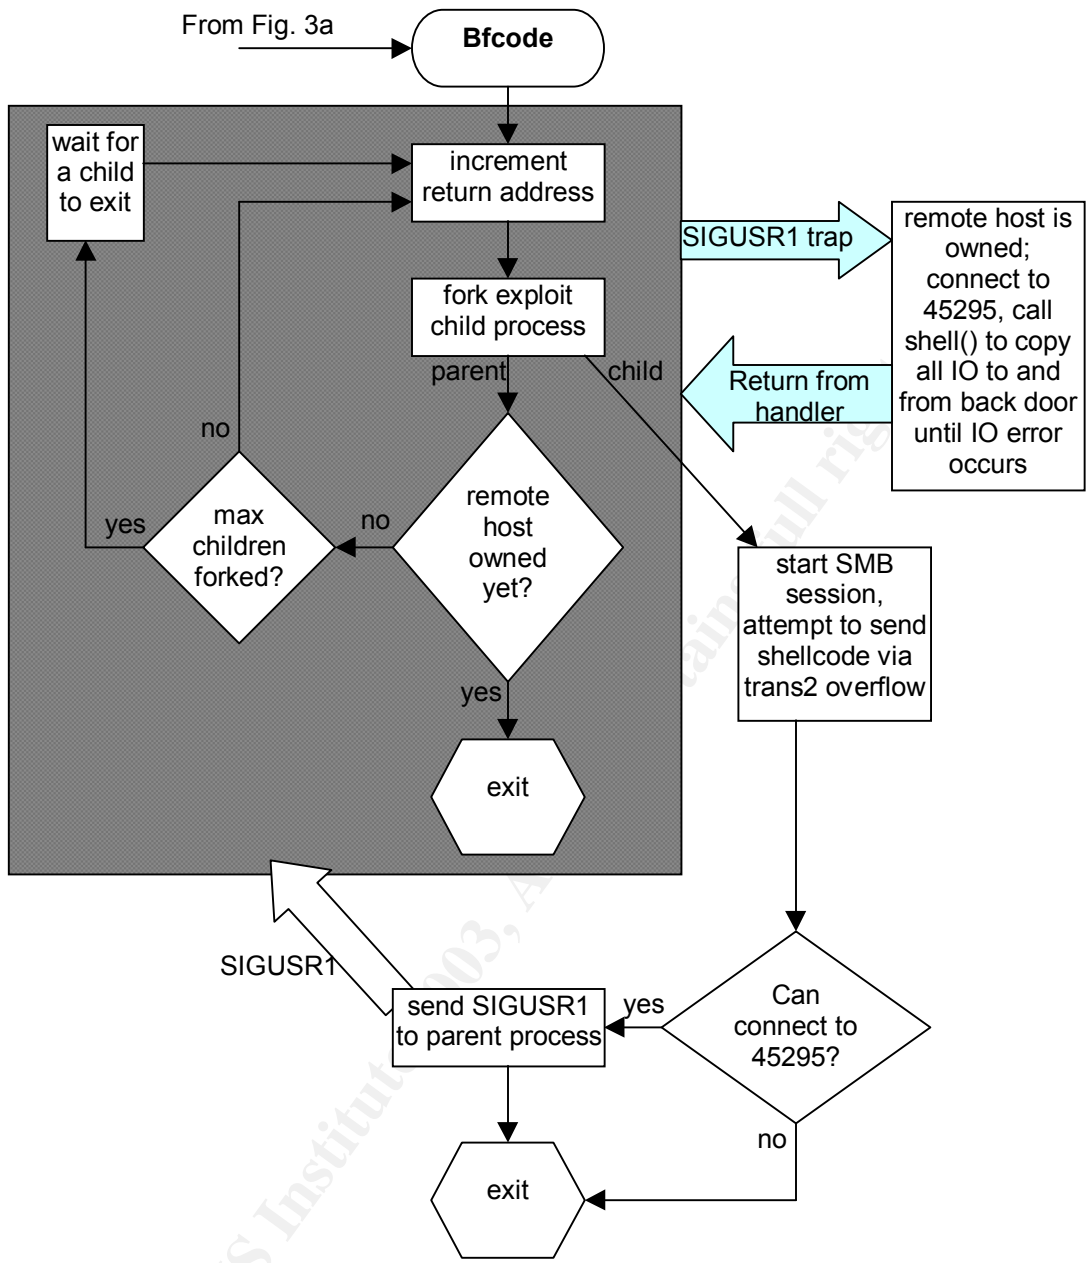 From Fig. 3a
Bfcode
wait for
a child
to exit
increment
return address
SIGUSR1 trap
remote host is
owned;
connect to
45295, call
shell() to copy
all IO to and
from back door
until IO error
occurs
fork exploit
child process
parent
child
Return from
handler
no
yes
max
children
forked?
no
remote
host
owned
yet?
start SMB
session,
attempt to send
shellcode via
trans2 overflow
yes
exit
SIGUSR1
send SIGUSR1
to parent process
yes
Can
connect to
45295?
no
exit